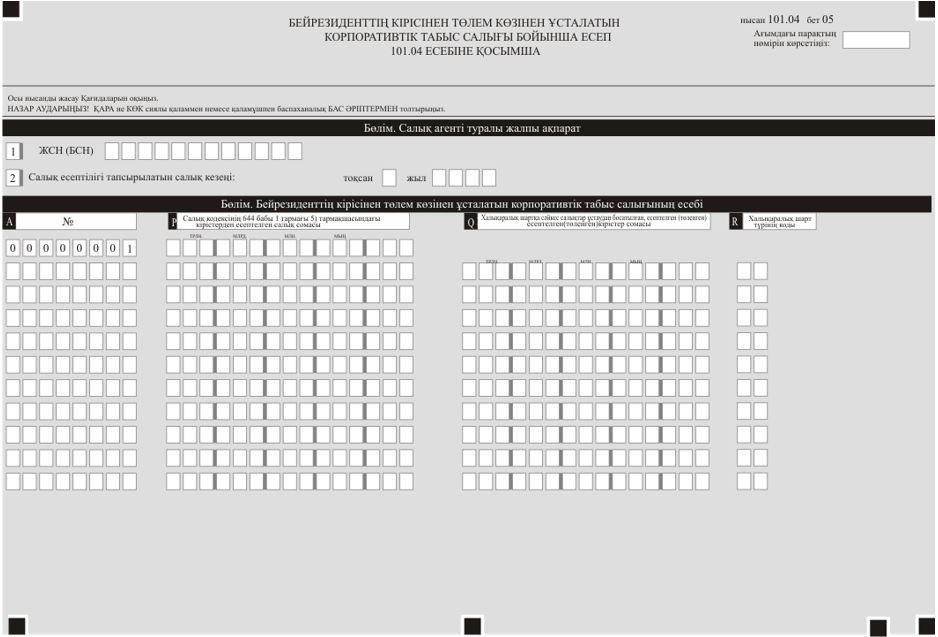 БЕЙРЕЗИДЕНТТІҢ КІРІСІНЕН ТӨЛЕМ КӨЗІНЕН ҰСТАЛАТЫН
КОРПОРАТИВТІК ТАБЫС САЛЫҒЫ БОЙЫНША ЕСЕП
101.04 ЕСЕБІНЕ ҚОСЫМША
нысан 101.04 бет 05
Ағымдағы парақтың
нөмірін көрсетіңіз:
Осы нысанды жасау Қағидаларын оқыңыз.
НАЗАР АУДАРЫҢЫЗ! ҚАРА не КӨК сиялы қаламмен немесе қаламұшпен баспаханалық БАС ӘРІПТЕРМЕН толтырыңыз.
Бөлім. Салық агенті туралы жалпы ақпарат
1 ЖСН (БСН)
2 Салық есептілігі тапсырылатын салық кезеңі: тоқсан жыл
Бөлім. Бейрезиденттің кірісінен төлем көзінен ұсталатын корпоративтік табыс салығының есебі
A №
P Салық кодексінің 644 бабы 1 тармағы 5) тармақшасындағы
кірістерден есептелген салық сомасы
Q Халықаралық шартқа сәйкес салықтар ұстаудан босатылған, есептелген (төленген)
есептелген(төленген)кірістер сомасы
R Халықаралық шарт
түрінің коды
трлн. млрд. млн. мың
0 0 0 0 0 0 0 1
трлн. млрд. млн. мың